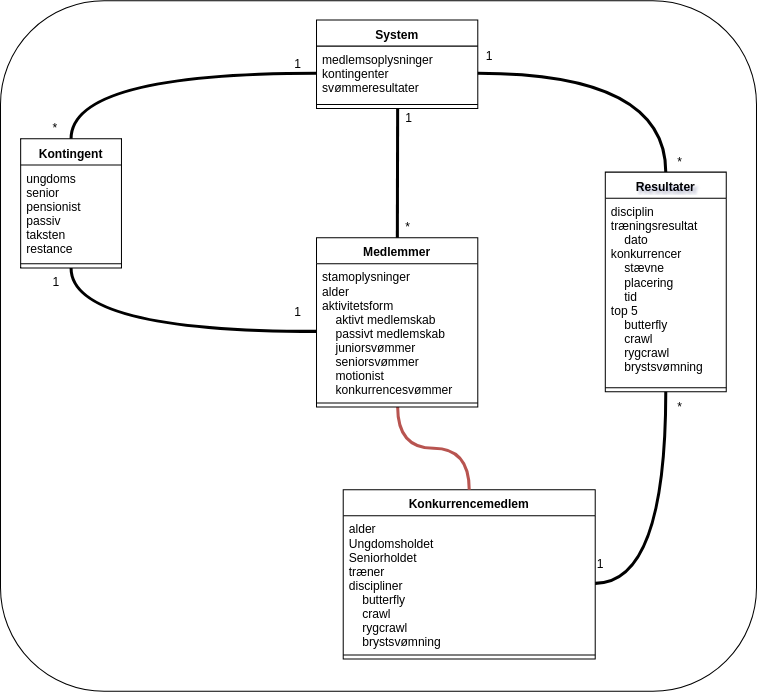 System
medlemsoplysninger
kontingenter
svømmeresultater
1
1
1
*
*
*
Kontingent
ungdoms
senior
pensionist
passiv
taksten
restance
1
1
Medlemmer
stamoplysninger
alder
aktivitetsform
aktivt medlemskab
passivt medlemskab
juniorsvømmer
seniorsvømmer
motionist
konkurrencesvømmer
Resultater
disciplin
træningsresultat
dato
konkurrencer
stævne
placering
tid
top 5
butterfly
crawl
rygcrawl
brystsvømning
*
1
Konkurrencemedlem
alder
Ungdomsholdet
Seniorholdet
træner
discipliner
butterfly
crawl
rygcrawl
brystsvømning